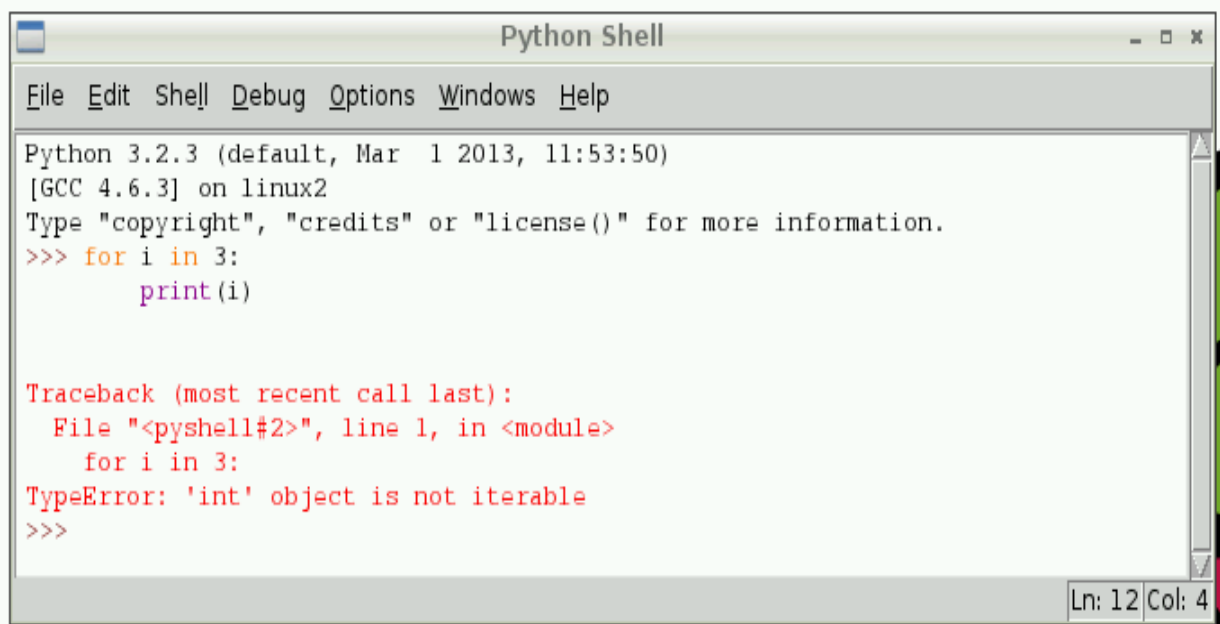 Python Shell
File Edit Shell Debug Options Windows Help
Python 3.2.3 (default, Mar  1 2013, 11:53:50)
[GCC 4.6.3] on linux2
Type "copyright", "credits" or "license()" for more information.
>>> for i in 3:
        print(i)
Traceback (most recent call last):
  File "<pyshell#2>", line 1, in <module>
    for i in 3:
TypeError: 'int' object is not iterable
>>>
Ln: 12 Col: 4